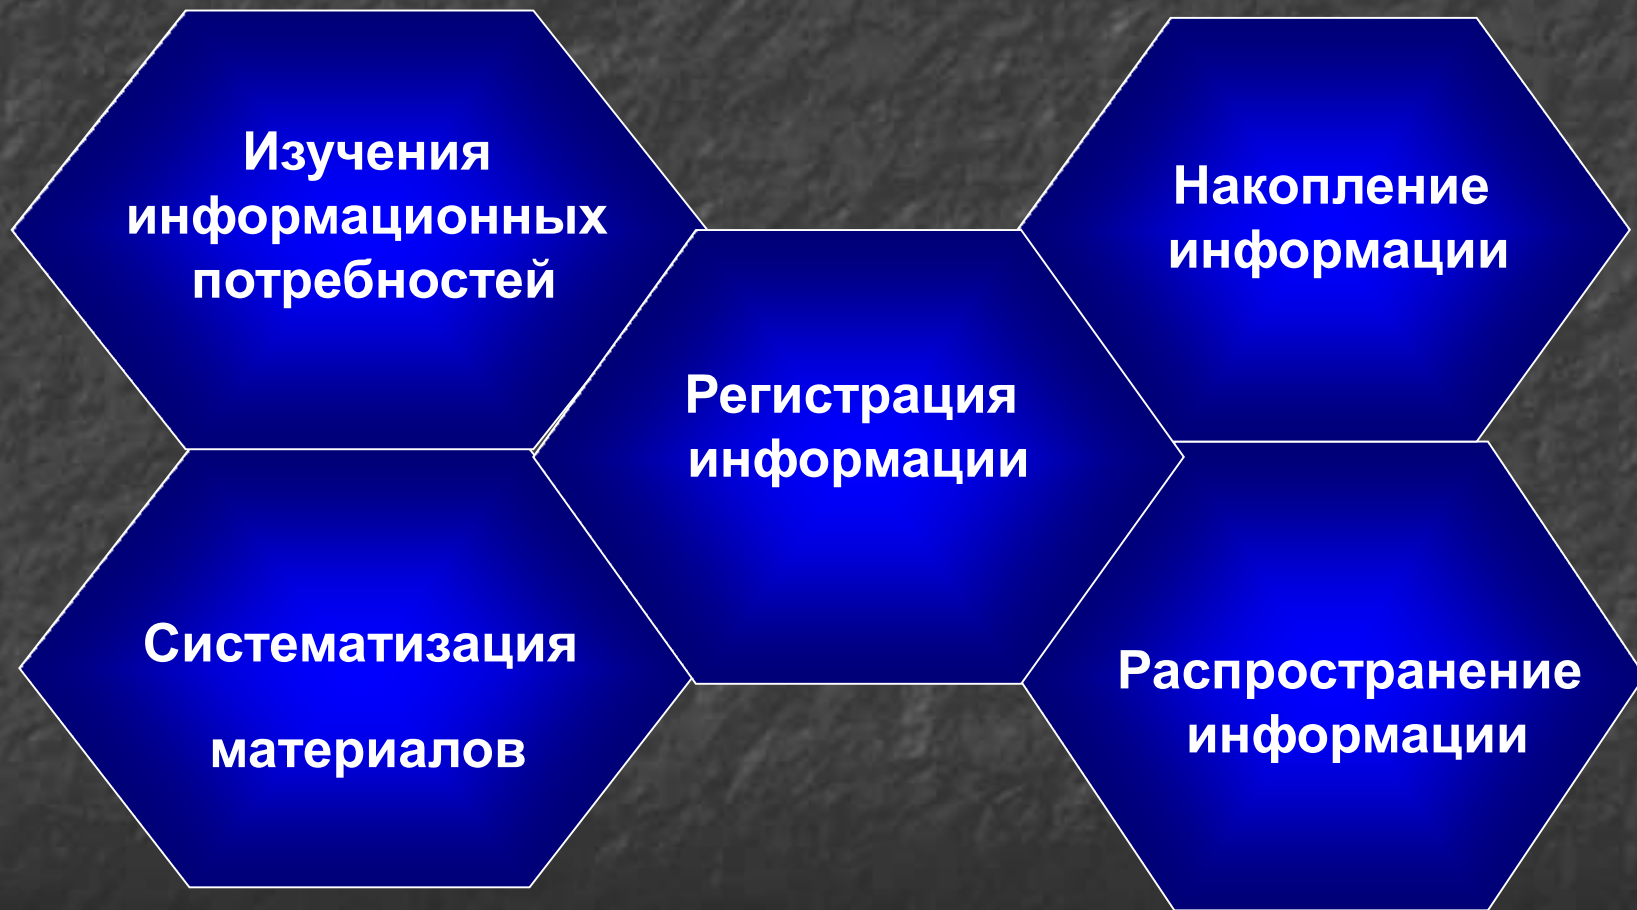 Изучения
информационных
потребностей
Накопление
информации
Регистрация
информации
Систематизация
материалов
Распространение
информации